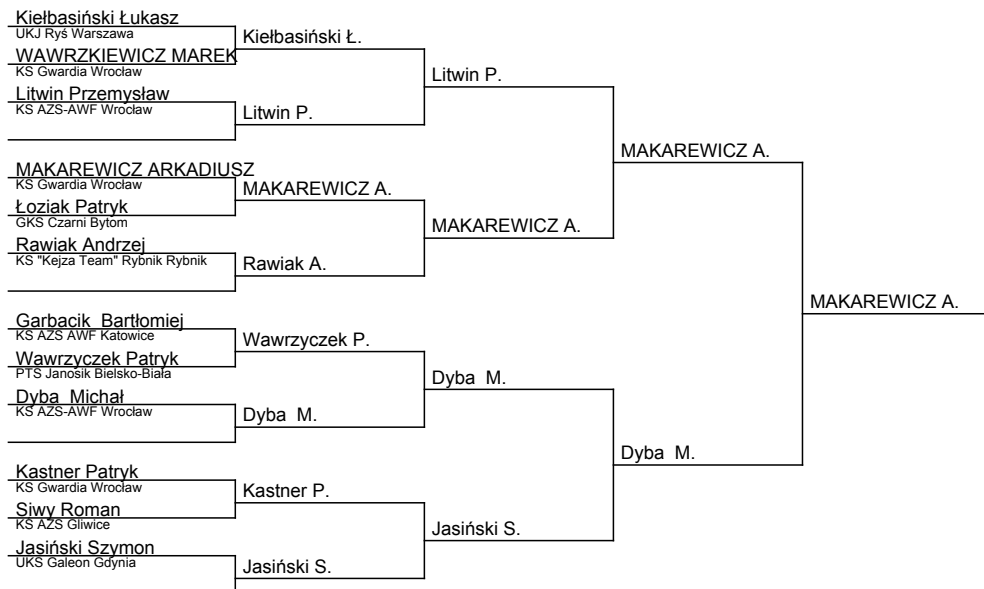 Kiełbasiński Łukasz
UKJ Ryś Warszawa
WAWRZKIEWICZ MAREK
KS Gwardia Wrocław
Litwin Przemysław
KS AZS-AWF Wrocław
MAKAREWICZ ARKADIUSZ
KS Gwardia Wrocław
Łoziak Patryk
GKS Czarni Bytom
Rawiak Andrzej
KS "Kejza Team" Rybnik Rybnik
Garbacik  Bartłomiej
KS AZS AWF Katowice
Wawrzyczek Patryk
PTS Janosik Bielsko-Biała
Dyba  Michał
KS AZS-AWF Wrocław
Kastner Patryk
KS Gwardia Wrocław
Siwy Roman
KS AZS Gliwice
Jasiński Szymon
UKS Galeon Gdynia
Kiełbasiński Ł.
Litwin P.
MAKAREWICZ A.
Rawiak A.
Wawrzyczek P.
Dyba  M.
Kastner P.
Jasiński S.
Litwin P.
MAKAREWICZ A.
Dyba  M.
Jasiński S.
MAKAREWICZ A.
Dyba  M.
MAKAREWICZ A.